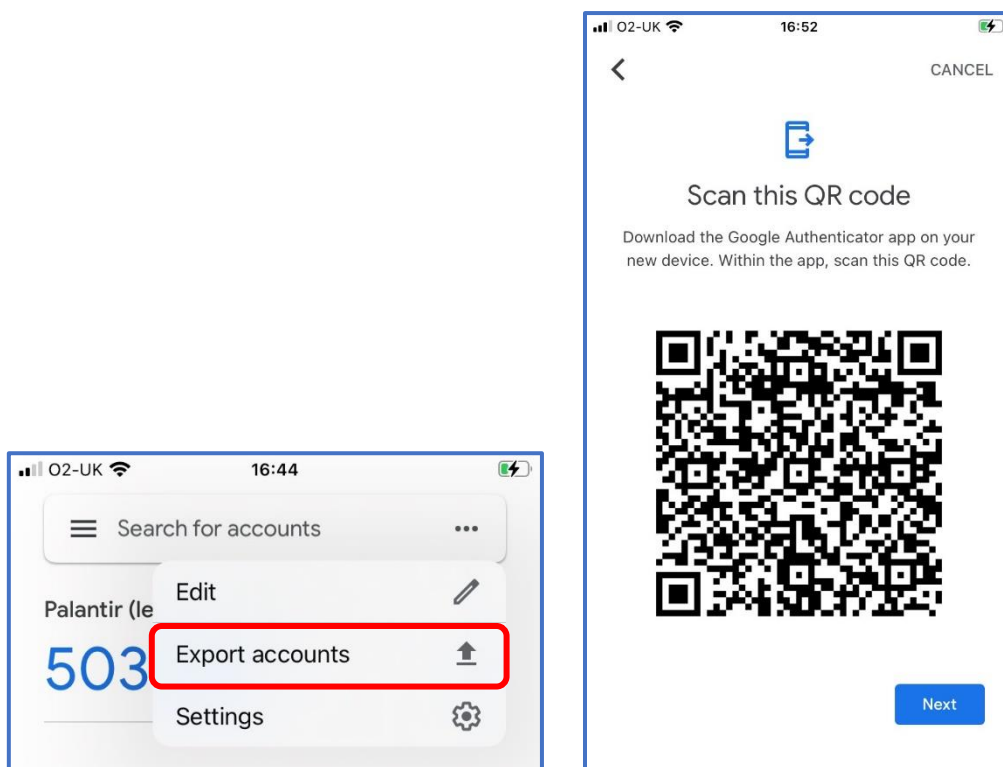 O2-UK 16:44
Search for accounts
Edit
Palantir (le
503
Export accounts
Settings
O2-UK 16:52
CANCEL
Scan this QR code
Download the Google Authenticator app on your
new device. Within the app, scan this QR code.
Next